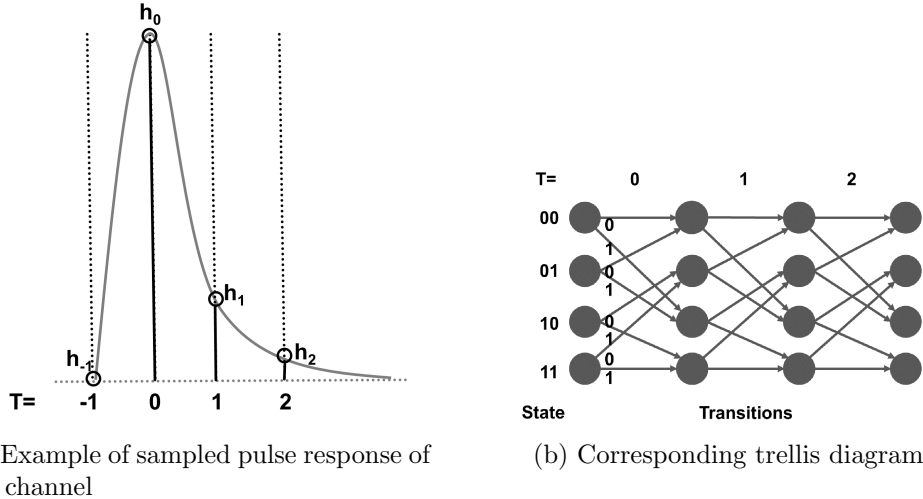 h0
h1
h2
h-1
T= -1 0 1 2
Example of sampled pulse response of
channel
T= 0 1 2
00
0
1
01
0
1
10
0
1
11
0
1
State Transitions
(b) Corresponding trellis diagram